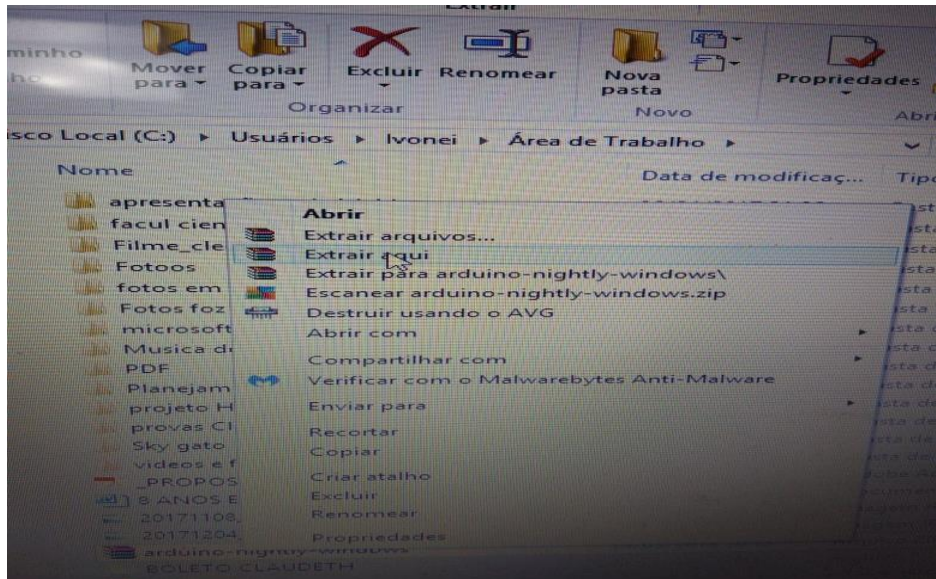 Extrair
minho
Mover para
Copiar para
Excluir
Renomear
Nova pasta
Propriedades
Organizar
Novo
Abri
isco Local (C:) Usuários Ivonei Área de Trabalho
Nome
Data de modificaç...
Tipo
apresenta
facul cien
Filme_cle
Fotoos
fotos em
Fotos foz
microsoft
Musica d
PDF
Planejam
projeto H
provas Cl
Sky gato
videos e f
_PROPOS
8 ANOS E
20171108
20171204
arduino-nightly-windows
BOLETO CLAUDETH
Abrir
Extrair arquivos...
Extrair aqui
Extrair para arduino-nightly-windows\
Escanear arduino-nightly-windows.zip
Destruir usando o AVG
Abrir com
Compartilhar com
Verificar com o Malwarebytes Anti-Malware
Enviar para
Recortar
Copiar
Criar atalho
Excluir
Renomear
Propriedades